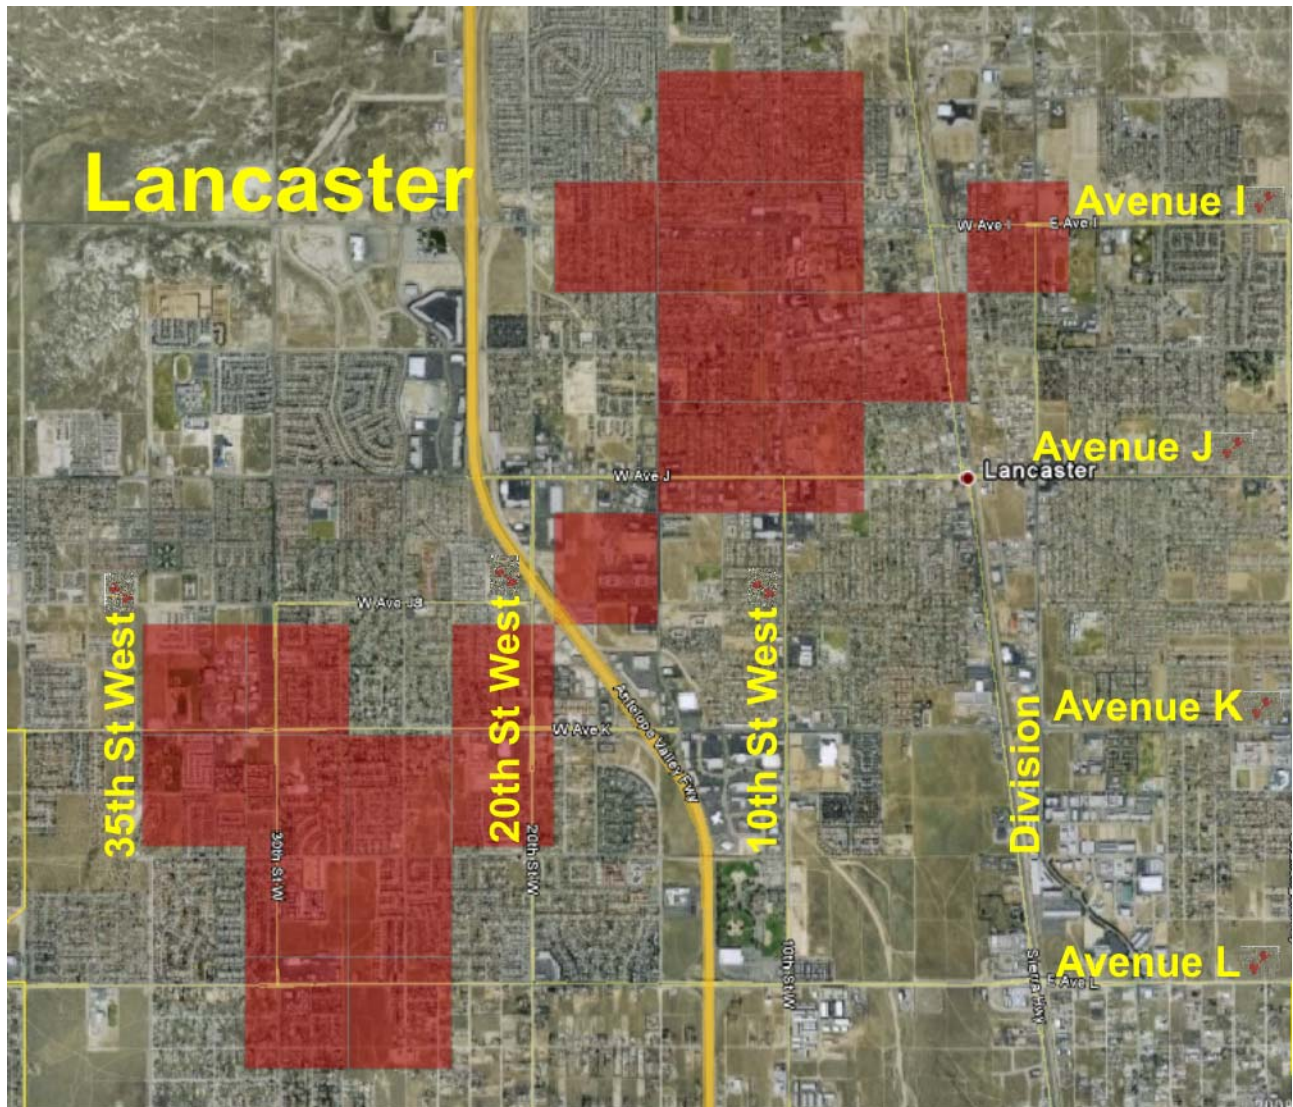 Lancaster
Avenue I
W Ave I
E Ave I
Avenue J
W Ave J
Lancaster
W Ave J8
35th St West
20th St West
10th St West
Avenue K
W Ave K
Antelope Valley Fwy
Division
30th St W
20th St W
10th St W
Avenue L
E Ave L
Sierra Hwy